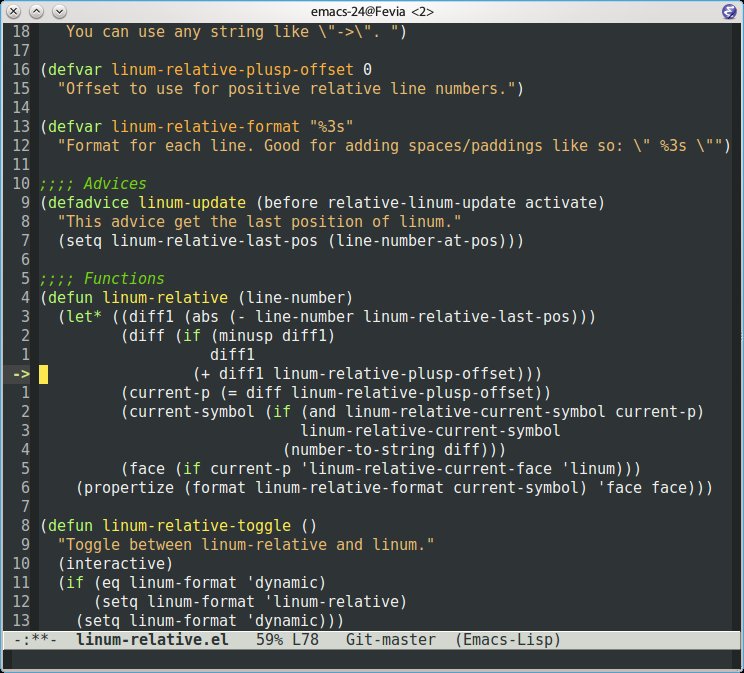 emacs-24@Fevia <2>
18    You can use any string like \"->\". ")
17
16 (defvar linum-relative-plusp-offset 0
15   "Offset to use for positive relative line numbers.")
14
13 (defvar linum-relative-format "%3s"
12   "Format for each line. Good for adding spaces/paddings like so: \" %3s \"")
11
10 ;;;; Advices
 9 (defadvice linum-update (before relative-linum-update activate)
 8   "This advice get the last position of linum."
 7   (setq linum-relative-last-pos (line-number-at-pos)))
 6
 5 ;;;; Functions
 4 (defun linum-relative (line-number)
 3   (let* ((diff1 (abs (- line-number linum-relative-last-pos)))
 2          (diff (if (minusp diff1)
 1                    diff1
->                  (+ diff1 linum-relative-plusp-offset)))
 1          (current-p (= diff linum-relative-plusp-offset))
 2          (current-symbol (if (and linum-relative-current-symbol current-p)
 3                              linum-relative-current-symbol
 4                            (number-to-string diff)))
 5          (face (if current-p 'linum-relative-current-face 'linum)))
 6     (propertize (format linum-relative-format current-symbol) 'face face)))
 7
 8 (defun linum-relative-toggle ()
 9   "Toggle between linum-relative and linum."
10   (interactive)
11   (if (eq linum-format 'dynamic)
12       (setq linum-format 'linum-relative)
13     (setq linum-format 'dynamic)))
-:**-  linum-relative.el   59% L78   Git-master  (Emacs-Lisp)